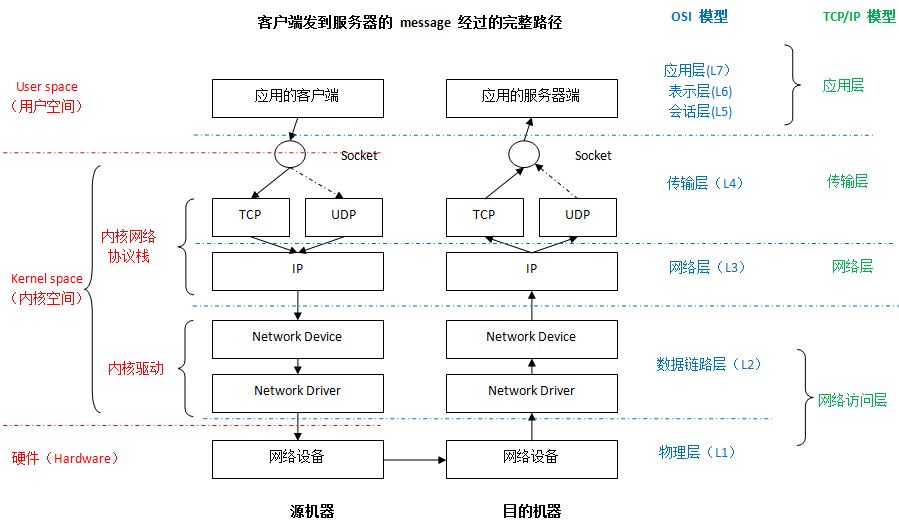 客户端发到服务器的 message 经过的完整路径
OSI 模型
TCP/IP 模型
User space
（用户空间）
应用的客户端
应用的服务器端
应用层(L7）
表示层(L6)
会话层(L5)
应用层
Socket
Socket
传输层（L4）
传输层
TCP
UDP
TCP
UDP
内核网络
协议栈
IP
IP
网络层（L3）
网络层
Kernel space
（内核空间）
Network Device
Network Device
内核驱动
数据链路层（L2）
Network Driver
Network Driver
网络访问层
硬件（Hardware）
网络设备
网络设备
物理层（L1）
源机器
目的机器